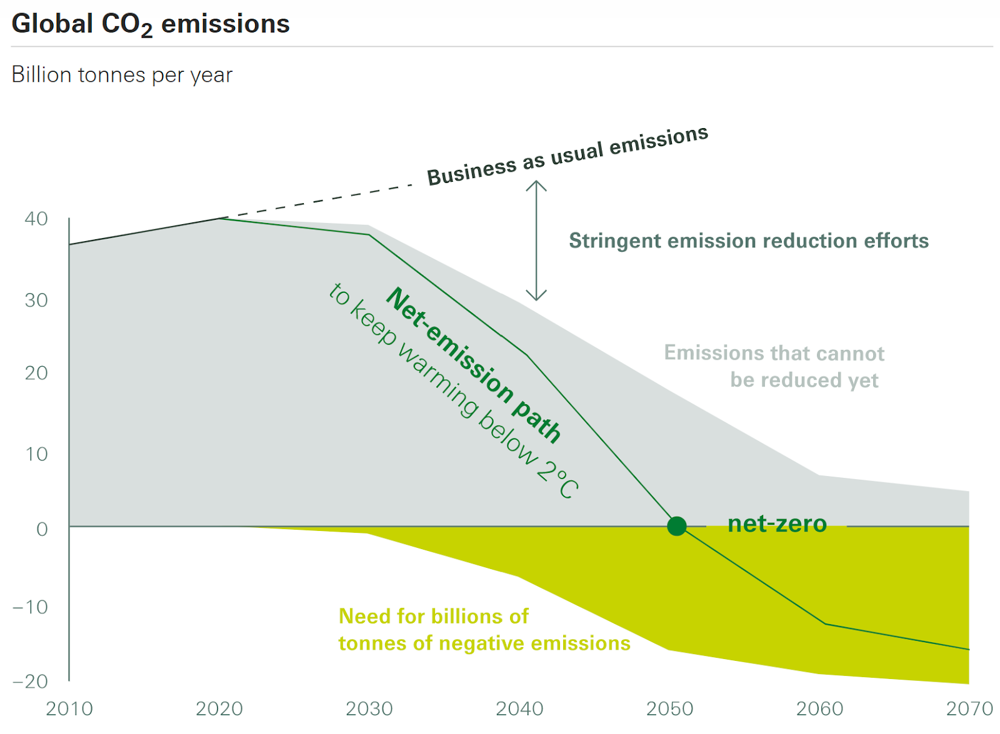 Global CO₂ emissions
Billion tonnes per year
Business as usual emissions
Stringent emission reduction efforts
Net-emission path
to keep warming below 2°C
Emissions that cannot
be reduced yet
net-zero
Need for billions of
tonnes of negative emissions
40
30
20
10
0
−10
−20
2010 2020 2030 2040 2050 2060 2070